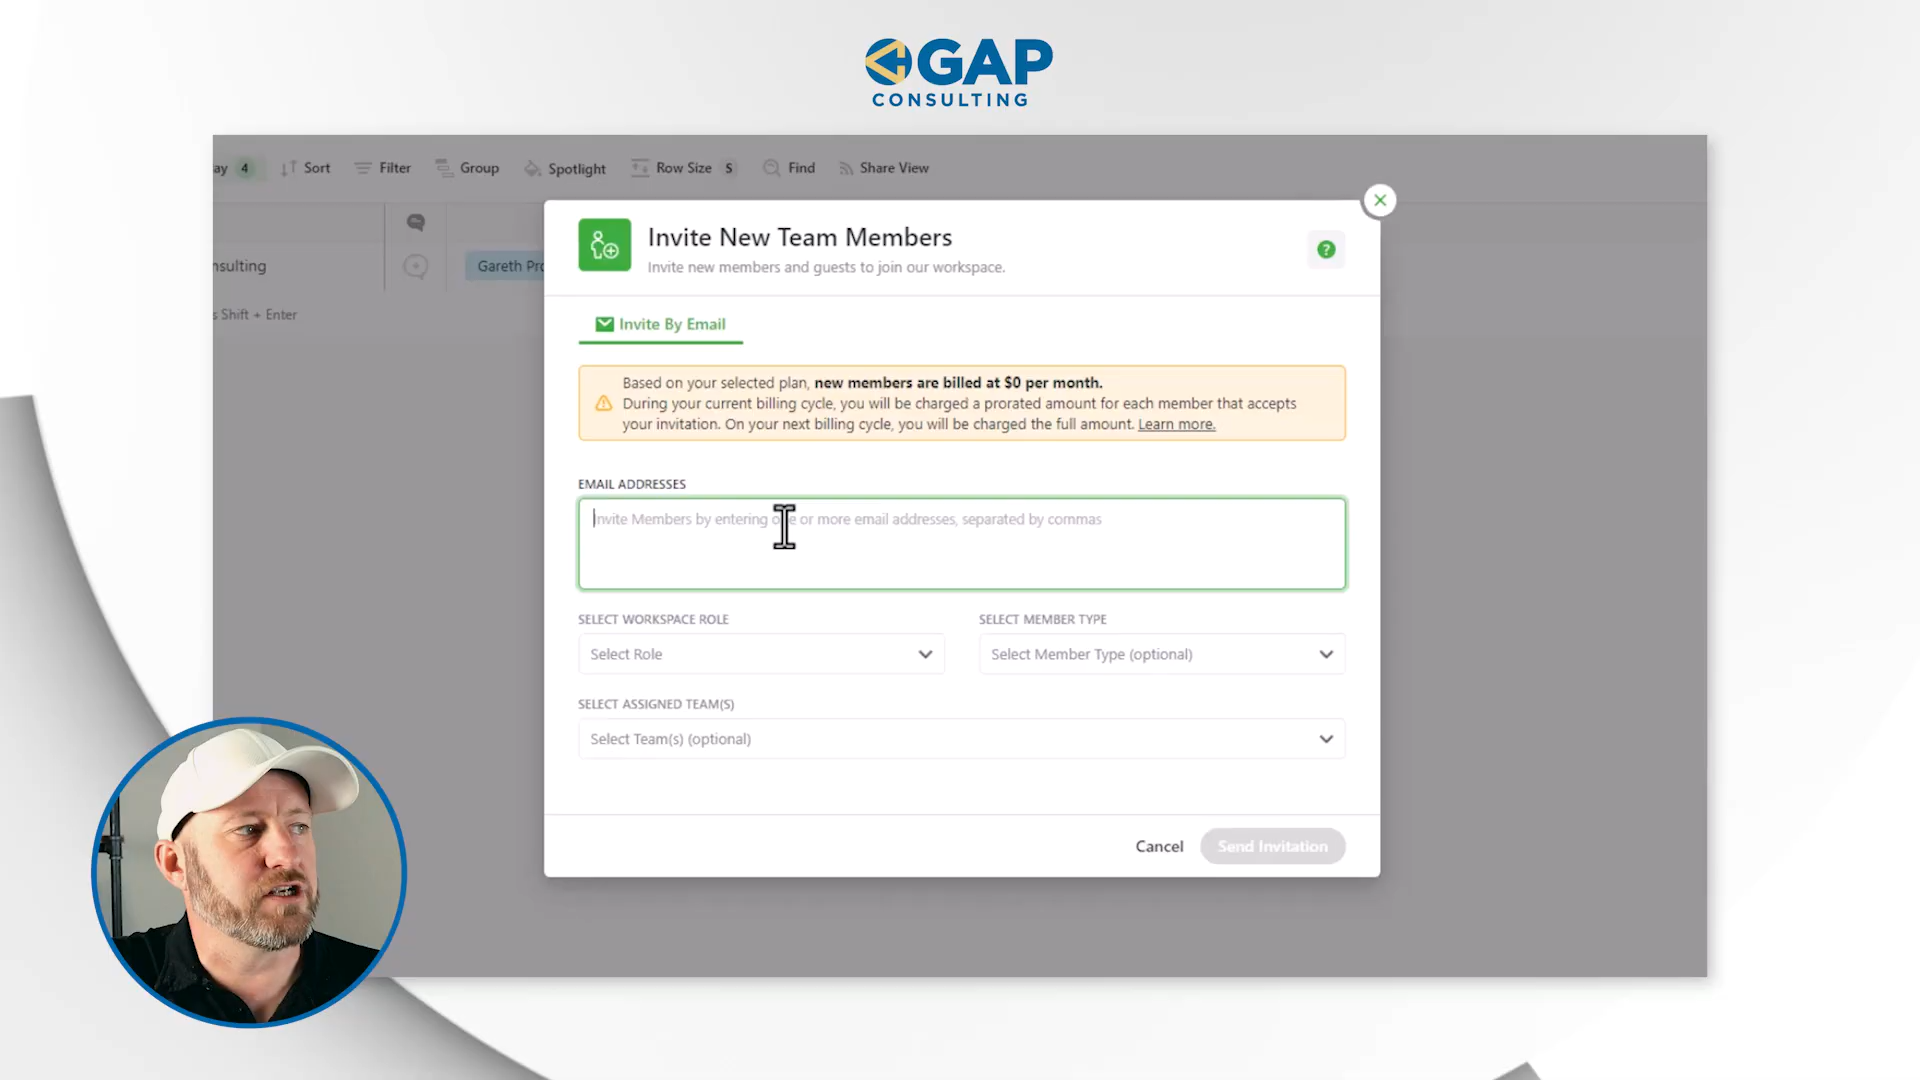 GAP
CONSULTING
ay 4 Sort Filter Group Spotlight Row Size S Find Share View
nsulting
Gareth Pro
s Shift + Enter
Invite New Team Members
Invite new members and guests to join our workspace.
?
Invite By Email
Based on your selected plan, new members are billed at $0 per month.
During your current billing cycle, you will be charged a prorated amount for each member that accepts
your invitation. On your next billing cycle, you will be charged the full amount. Learn more.
EMAIL ADDRESSES
Invite Members by entering one or more email addresses, separated by commas
SELECT WORKSPACE ROLE
SELECT MEMBER TYPE
Select Role
Select Member Type (optional)
SELECT ASSIGNED TEAM(S)
Select Team(s) (optional)
Cancel
Send Invitation